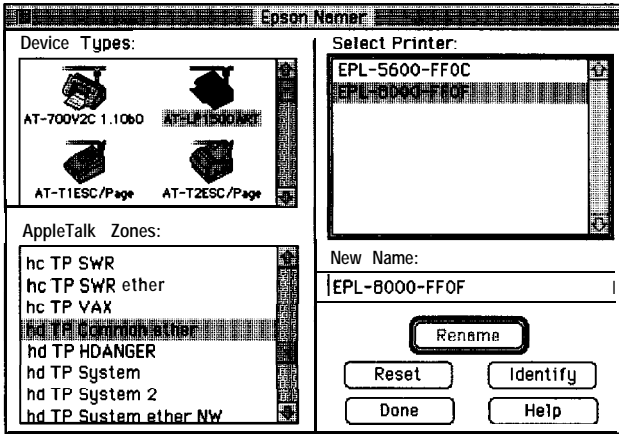 Epson Namer
Device Types:
AT-700V2C 1.10b0
AT-LP1500ART
AT-T1ESC/Page
AT-T2ESC/Page
AppleTalk Zones:
hc TP SWR
hc TP SWR ether
hc TP VAX
hd TP Common ether
hd TP HDANGER
hd TP System
hd TP System 2
hd TP System ether NW
Select Printer:
EPL-5600-FF0C
EPL-8000-FF0F
New Name:
EPL-8000-FF0F
Rename
Reset
Identify
Done
Help